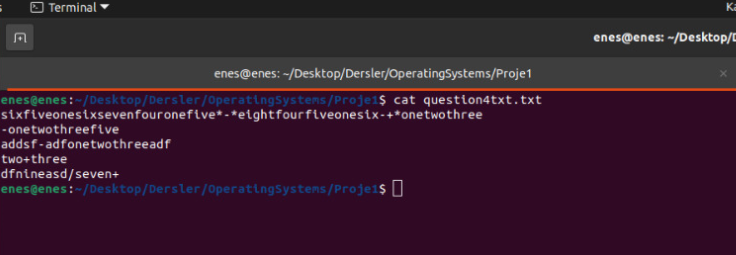 Terminal
enes@enes: ~/Desktop/D
enes@enes: ~/Desktop/Dersler/OperatingSystems/Proje1 ×
enes@enes:~/Desktop/Dersler/OperatingSystems/Proje1$ cat question4txt.txt
sixfiveonesixsevenfouronefive*-*eightfourfiveonesix-+*onetwothree
-onetwothreefive
addsf-adfonetwothreeadf
two+three
dfnineasd/seven+
enes@enes:~/Desktop/Dersler/OperatingSystems/Proje1$